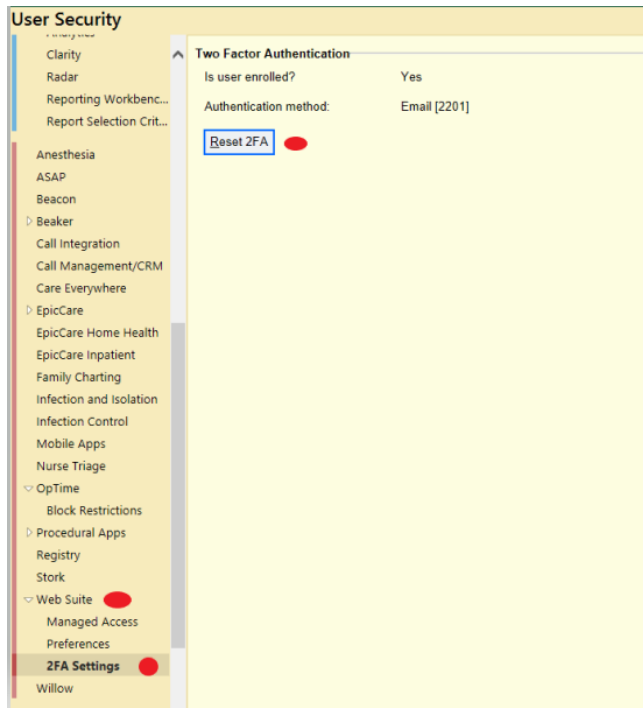 User Security
Analytics
Clarity
Radar
Reporting Workbenc...
Report Selection Crit...
Anesthesia
ASAP
Beacon
Beaker
Call Integration
Call Management/CRM
Care Everywhere
EpicCare
EpicCare Home Health
EpicCare Inpatient
Family Charting
Infection and Isolation
Infection Control
Mobile Apps
Nurse Triage
OpTime
Block Restrictions
Procedural Apps
Registry
Stork
Web Suite
Managed Access
Preferences
2FA Settings
Willow
Two Factor Authentication
Is user enrolled? Yes
Authentication method: Email [2201]
Reset 2FA